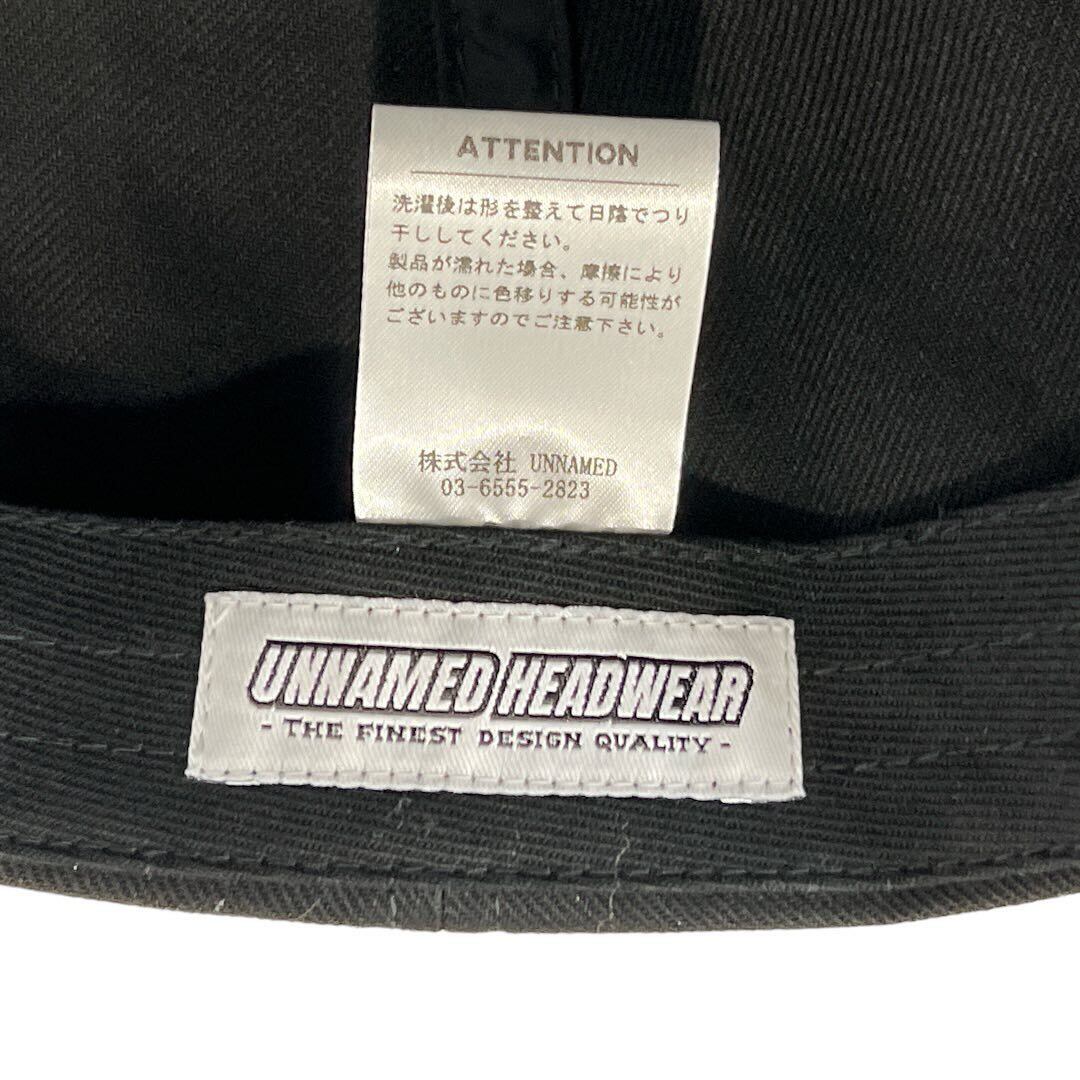 ATTENTION
洗濯後は形を整えて日陰でつり
干ししてください。
製品が濡れた場合、摩擦により
他のものに色移りする可能性が
ございますのでご注意下さい。
株式会社 UNNAMED
03-6555-2823
UNNAMED HEADWEAR
- THE FINEST DESIGN QUALITY -